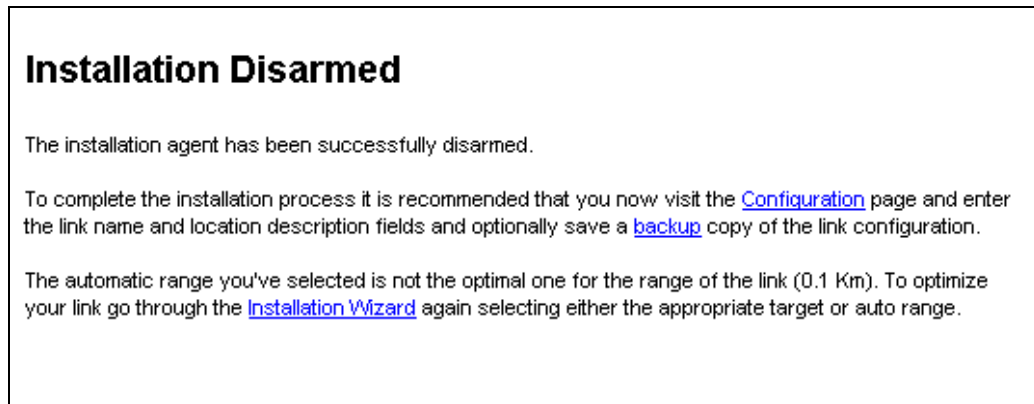 Installation Disarmed
The installation agent has been successfully disarmed.
To complete the installation process it is recommended that you now visit the Configuration page and enter
the link name and location description fields and optionally save a backup copy of the link configuration.
The automatic range you've selected is not the optimal one for the range of the link (0.1 Km). To optimize
your link go through the Installation Wizard again selecting either the appropriate target or auto range.